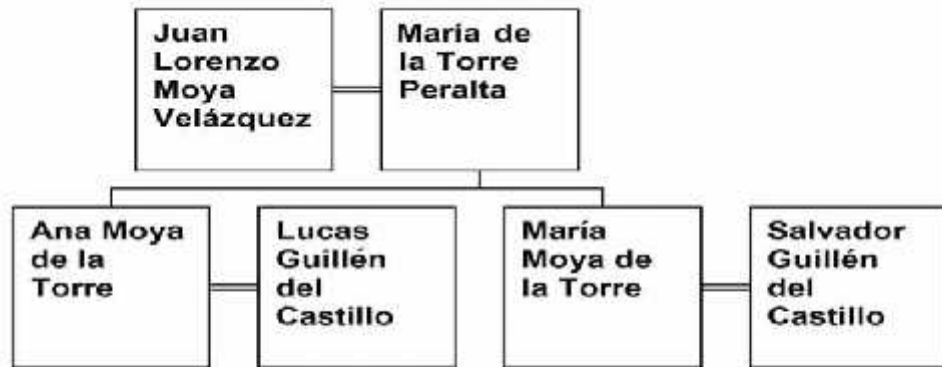 Juan
Lorenzo
Moya
Velázquez
María de
la Torre
Peralta
Ana Moya
de la
Torre
Lucas
Guillén
del
Castillo
María
Moya de
la Torre
Salvador
Guillén
del
Castillo